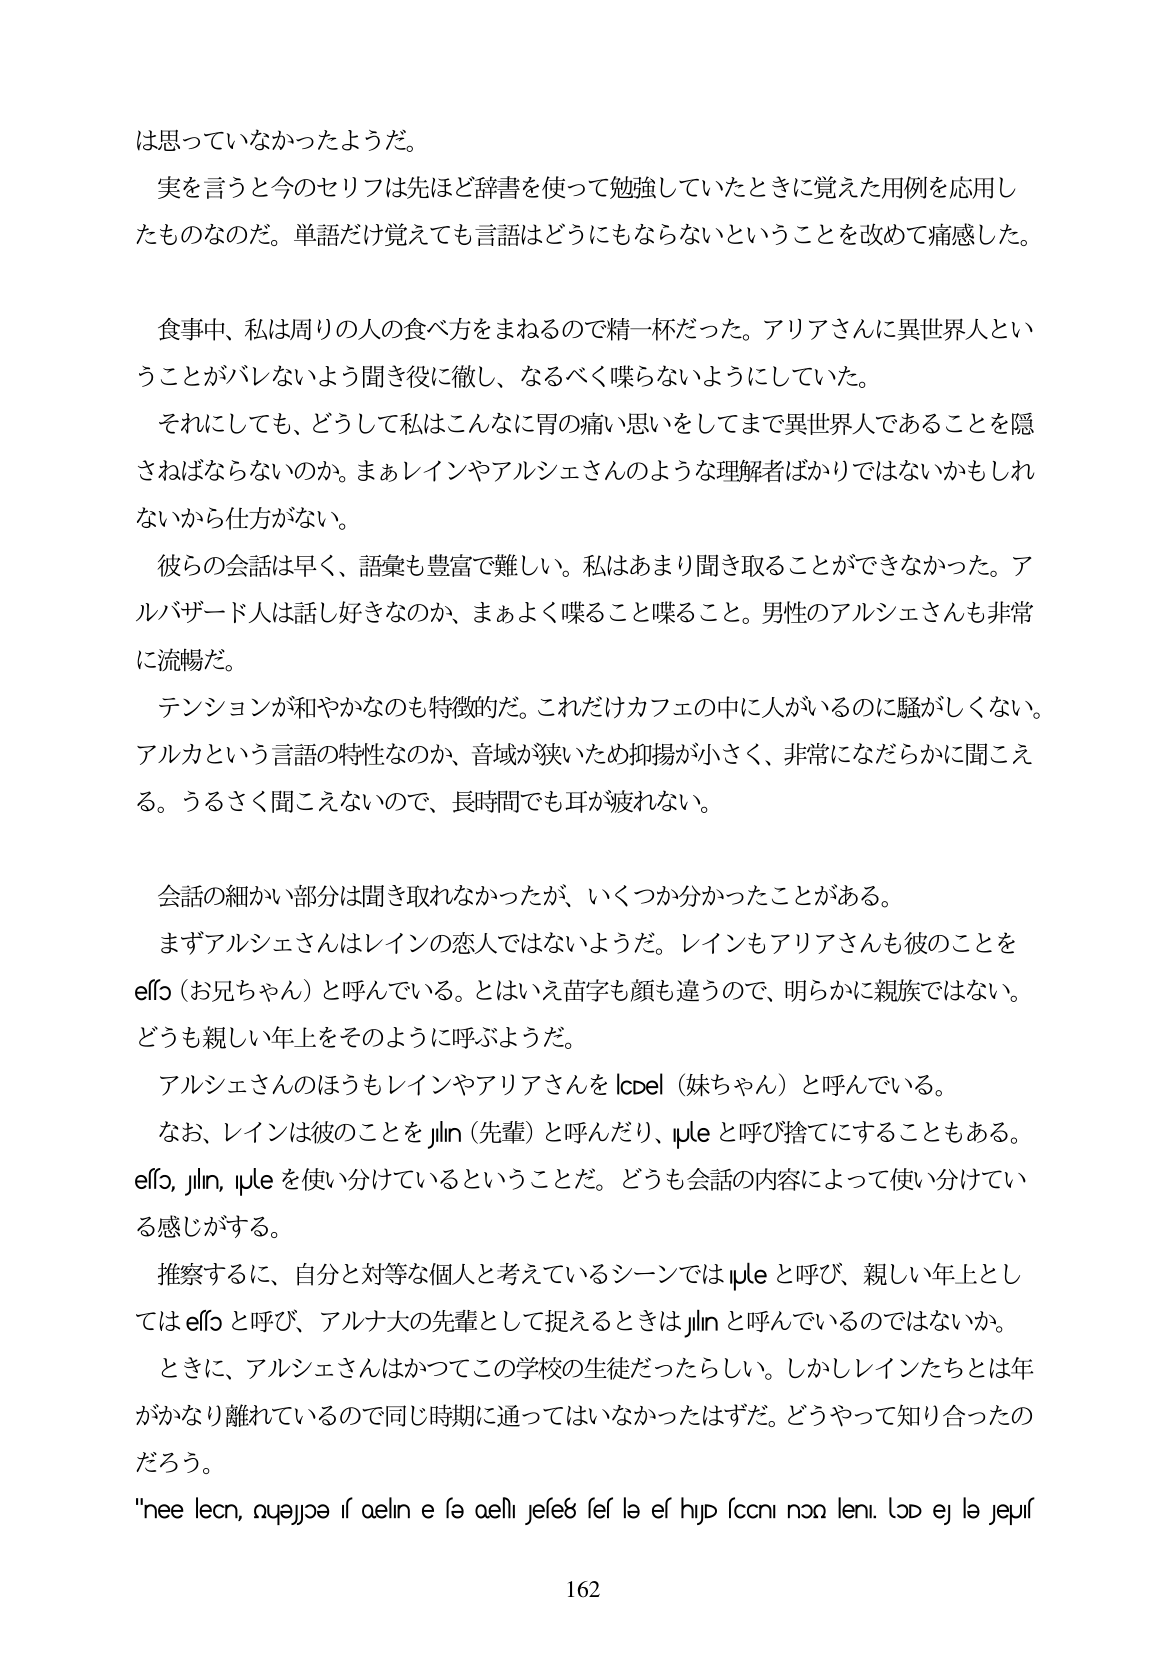 は思っていなかったようだ。
実を言うと今のセリフは先ほど辞書を使って勉強していたときに覚えた用例を応用し
たものなのだ。単語だけ覚えても言語はどうにもならないということを改めて痛感した。
食事中、私は周りの人の食べ方をまねるので精一杯だった。アリアさんに異世界人とい
うことがバレないよう聞き役に徹し、なるべく喋らないようにしていた。
それにしても、どうして私はこんなに胃の痛い思いをしてまで異世界人であることを隠
さねばならないのか。まぁレインやアルシェさんのような理解者ばかりではないかもしれ
ないから仕方がない。
彼らの会話は早く、語彙も豊富で難しい。私はあまり聞き取ることができなかった。ア
ルバザード人は話し好きなのか、まぁよく喋ること喋ること。男性のアルシェさんも非常
に流暢だ。
テンションが和やかなのも特徴的だ。これだけカフェの中に人がいるのに騒がしくない。
アルカという言語の特性なのか、音域が狭いため抑揚が小さく、非常になだらかに聞こえ
る。うるさく聞こえないので、長時間でも耳が疲れない。
会話の細かい部分は聞き取れなかったが、いくつか分かったことがある。
まずアルシェさんはレインの恋人ではないようだ。レインもアリアさんも彼のことを
（お兄ちゃん）と呼んでいる。とはいえ苗字も顔も違うので、明らかに親族ではない。
どうも親しい年上をそのように呼ぶようだ。
アルシェさんのほうもレインやアリアさんを（妹ちゃん）と呼んでいる。
なお、レインは彼のことを（先輩）と呼んだり、と呼び捨てにすることもある。
を使い分けているということだ。どうも会話の内容によって使い分けてい
る感じがする。
推察するに、自分と対等な個人と考えているシーンではと呼び、親しい年上とし
てはと呼び、アルナ大の先輩として捉えるときはと呼んでいるのではないか。
ときに、アルシェさんはかつてこの学校の生徒だったらしい。しかしレインたちとは年
がかなり離れているので同じ時期に通ってはいなかったはずだ。どうやって知り合ったの
だろう。
162